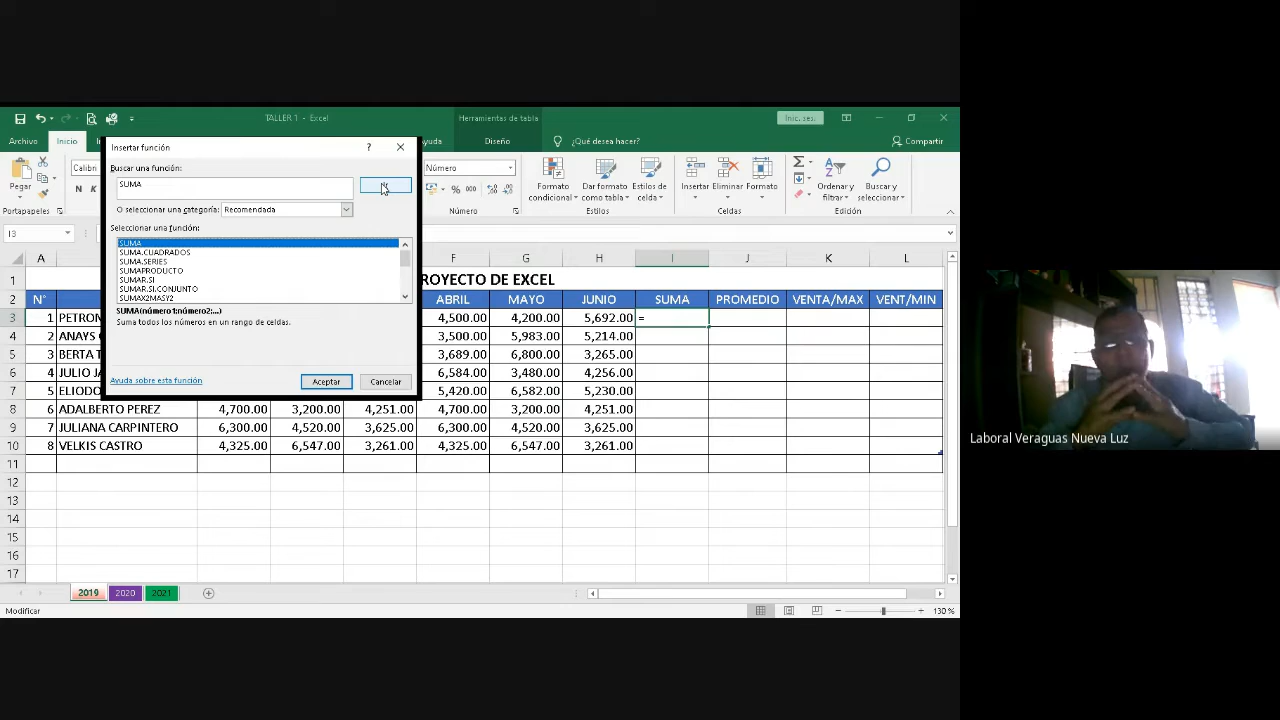 TALLER 1 - Excel
Herramientas de tabla
Inic. ses.
Archivo
Inicio
Ayuda
Diseño
¿Qué desea hacer?
Compartir
Insertar función
?
Buscar una función:
SUMA
Ir
O seleccionar una categoría: Recomendada
Seleccionar una función:
SUMA
SUMA.CUADRADOS
SUMA.SERIES
SUMAPRODUCTO
SUMAR.SI
SUMAR.SI.CONJUNTO
SUMAX2MASY2
SUMA(número1;número2;...)
Suma todos los números en un rango de celdas.
Ayuda sobre esta función
Aceptar
Cancelar
Pegar
Calibri
N K
Portapapeles
Número
% 000
Número
Formato condicional
Dar formato como tabla
Estilos de celda
Estilos
Insertar Eliminar Formato
Celdas
Ordenar y filtrar
Buscar y seleccionar
Edición
I3
A F G H I J K L
1 ROYECTO DE EXCEL
2 N° ABRIL MAYO JUNIO SUMA PROMEDIO VENTA/MAX VENT/MIN
3 1 PETRON 4,500.00 4,200.00 5,692.00 =
4 2 ANAYS 3,500.00 5,983.00 5,214.00
5 3 BERTA T 3,689.00 6,800.00 3,265.00
6 4 JULIO JA 6,584.00 3,480.00 4,256.00
7 5 ELIODO 5,420.00 6,582.00 5,230.00
8 6 ADALBERTO PEREZ 4,700.00 3,200.00 4,251.00 4,700.00 3,200.00 4,251.00
9 7 JULIANA CARPINTERO 6,300.00 4,520.00 3,625.00 6,300.00 4,520.00 3,625.00
10 8 VELKIS CASTRO 4,325.00 6,547.00 3,261.00 4,325.00 6,547.00 3,261.00
11
12
13
14
15
16
17
2019 2020 2021
Modificar
130 %
Laboral Veraguas Nueva Luz